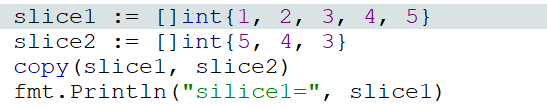 slice1 := []int{1, 2, 3, 4, 5}
slice2 := []int{5, 4, 3}
copy(slice1, slice2)
fmt.Println("silice1=", slice1)